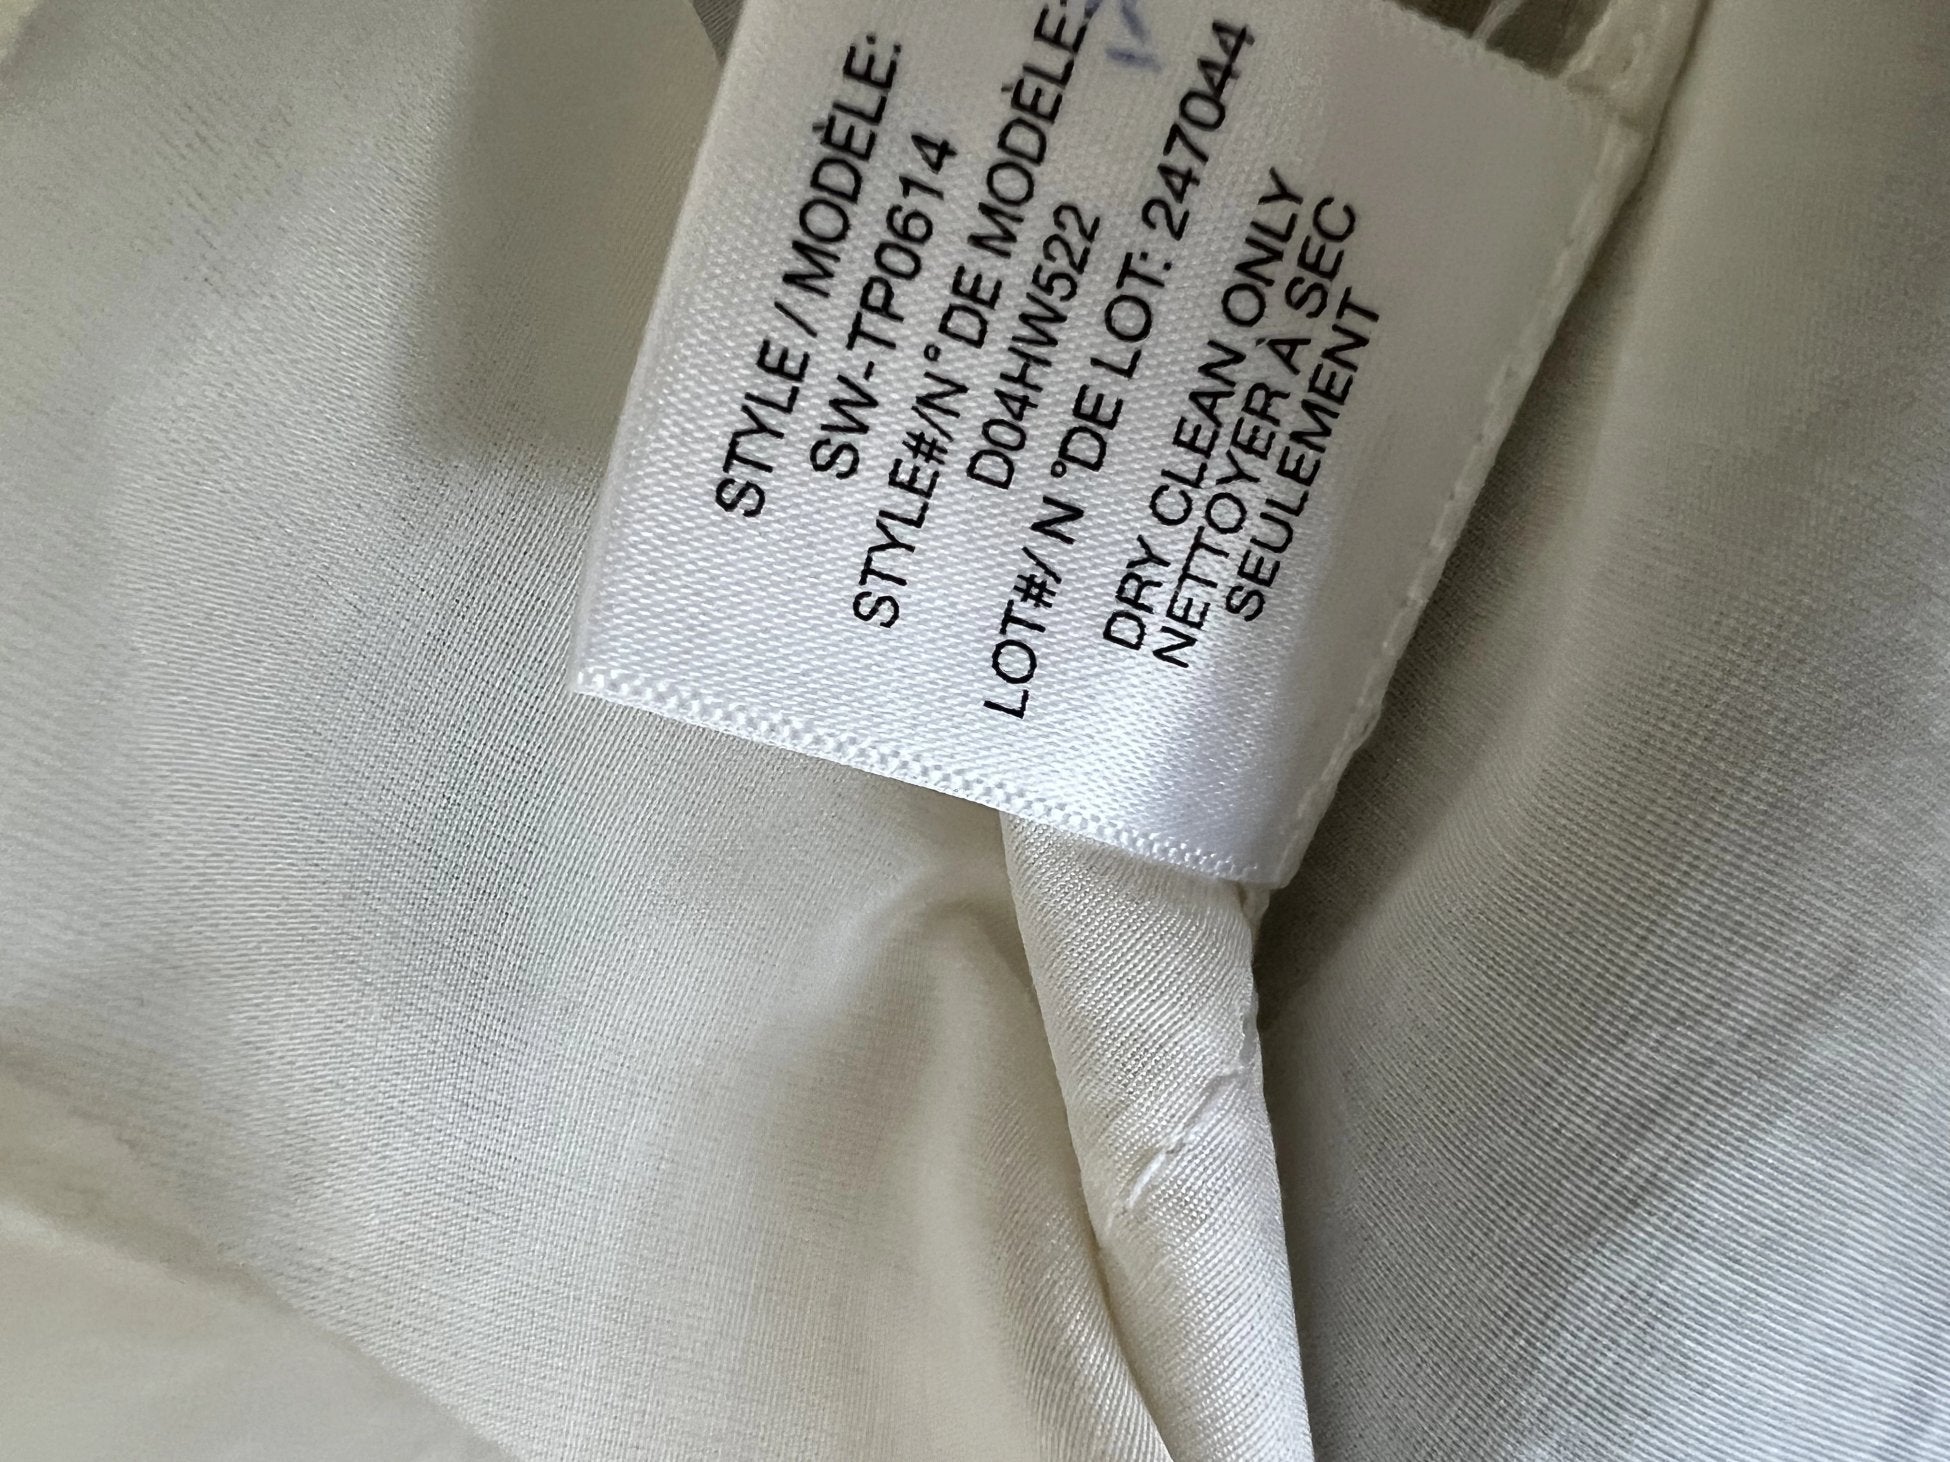 STYLE / MODÈLE:
SW-TP0614
STYLE#/N°DE MODÈLE:
D04HW522
LOT#/ N°DE LOT: 247044
DRY CLEAN ONLY
NETTOYER À SEC
SEULEMENT